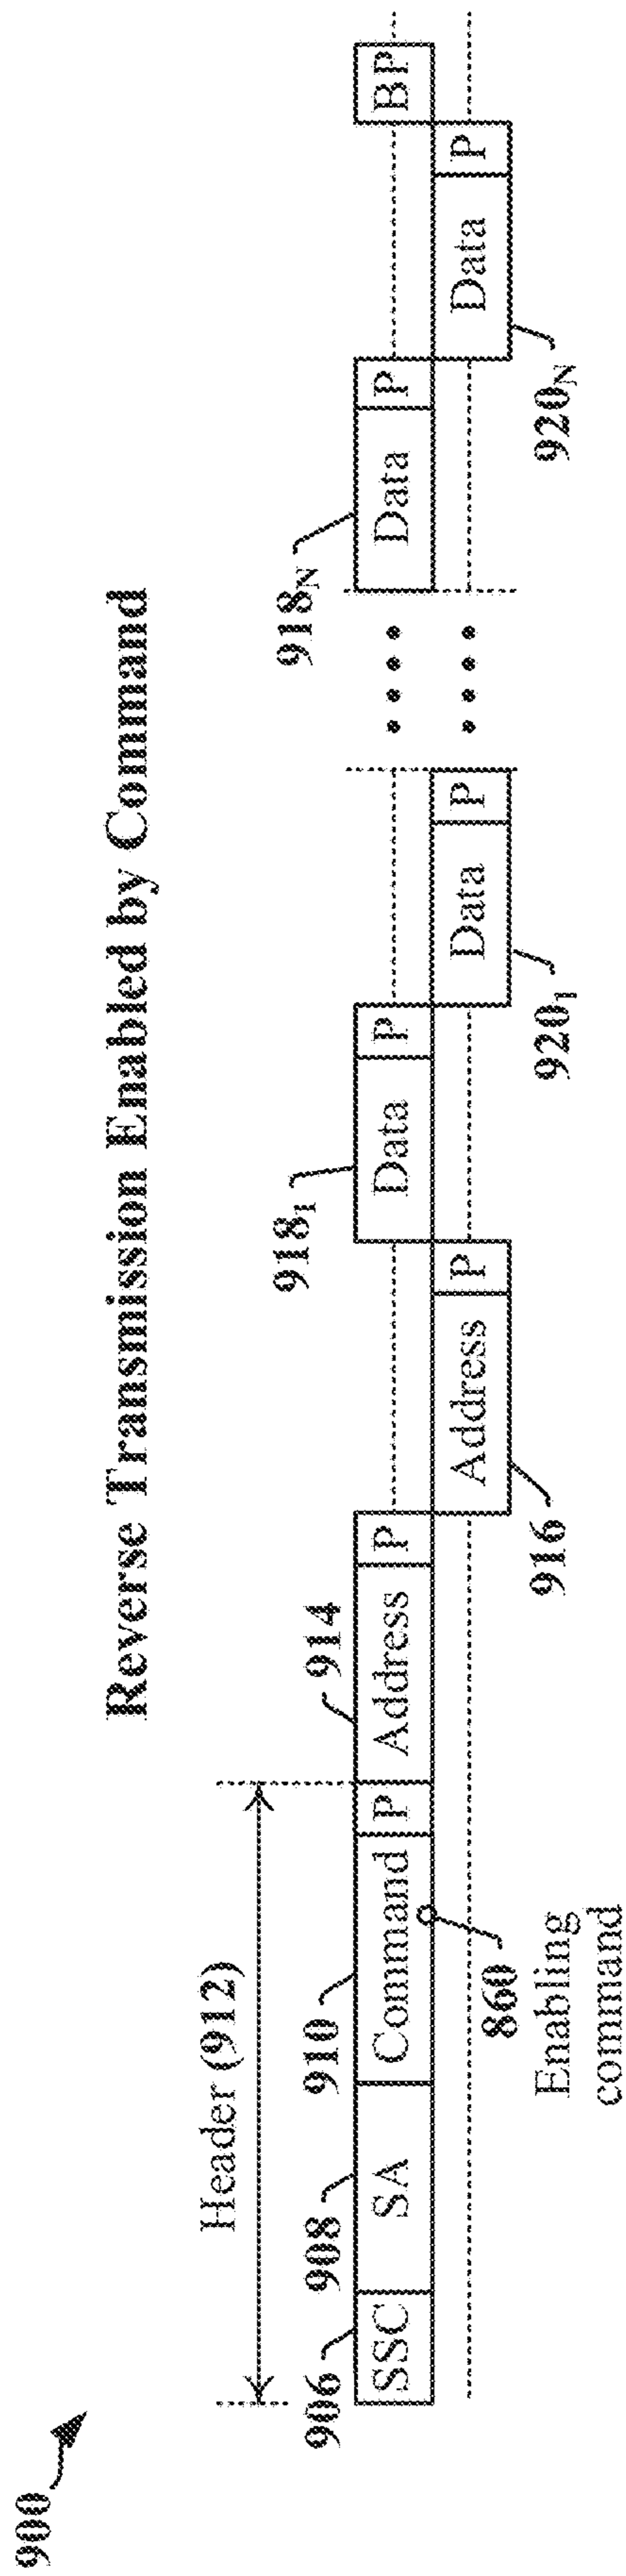 900
Reverse Transmission Enabled by Command
Header (912)
906
908
910
914
918₁
918N
SSC
SA
Command
P
Address
P
Data
P
Data
P
BP
Address
P
Data
P
Data
P
860
Enabling
command
916
920₁
920N